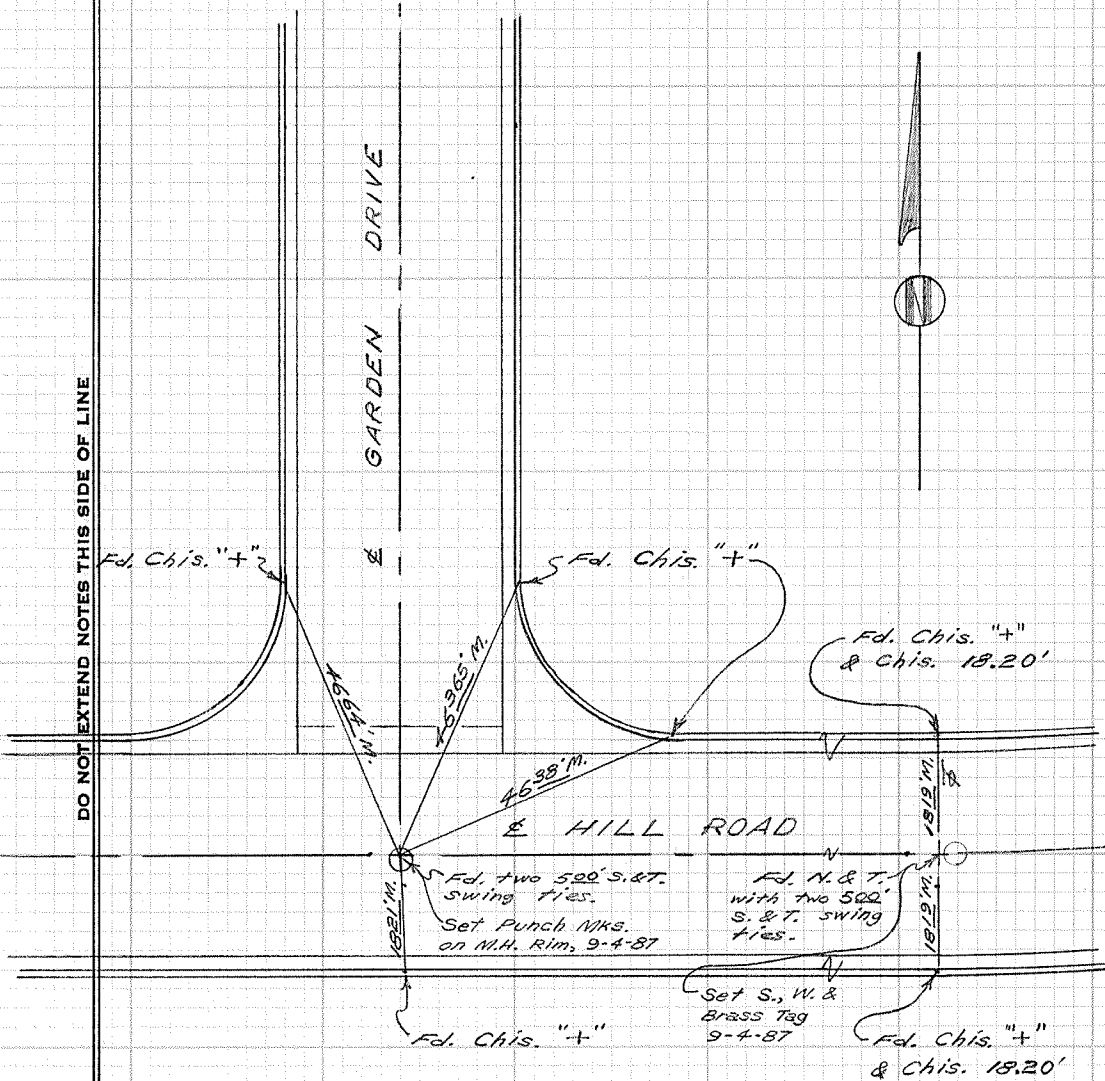 DO NOT EXTEND NOTES THIS SIDE OF LINE
℄ GARDEN DRIVE
N
Fd. Chis. "+"
Fd. Chis. "+"
Fd. Chis. "+"
& Chis. 18.20'
46 64' M.
46 365' M.
46 38' M.
18 19' M.
℄
℄ HILL ROAD
Fd. two 5 00' S.&T.
swing ties.
Set Punch Mks.
on M.H. Rim, 9-4-87
Fd. N. & T.
with two 5 00'
S. & T. swing
ties.
18 21' M.
18 19' M.
Set S., W. &
Brass Tag
9-4-87
Fd. Chis. "+"
Fd. Chis. "+"
& Chis. 18.20'